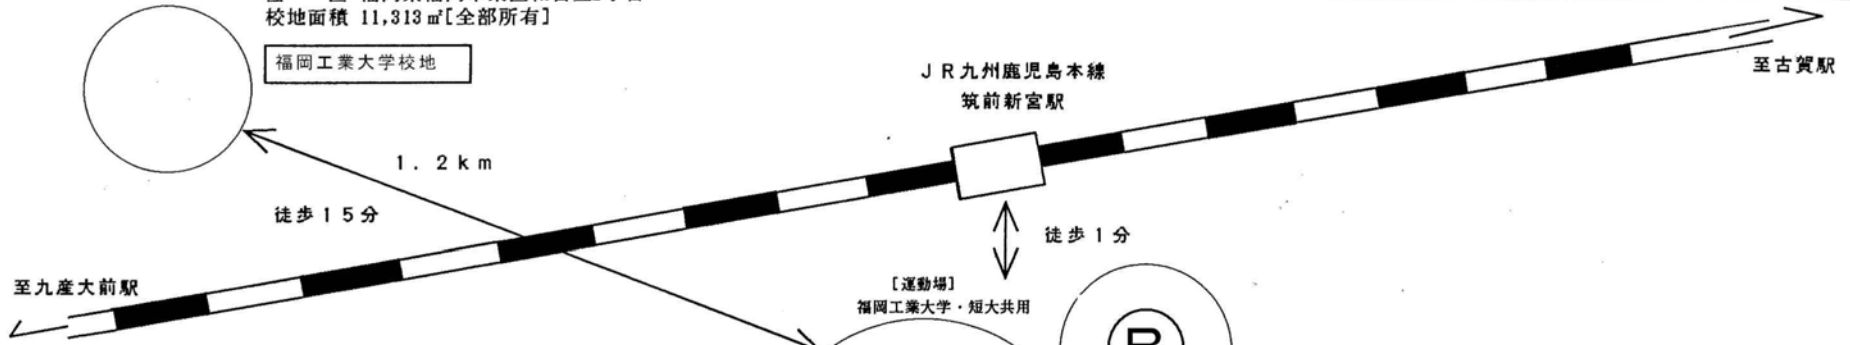 校地面積 11,313㎡[全部所有]
福岡工業大学校地
JR九州鹿児島本線
筑前新宮駅
至古賀駅
1.2km
徒歩15分
徒歩1分
至九産大前駅
[運動場]
福岡工業大学・短大共用